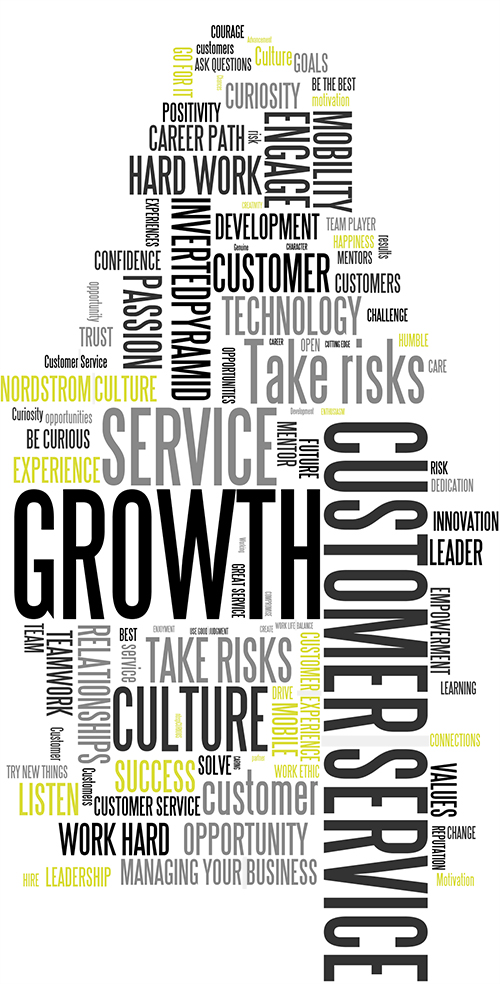 COURAGE
Advancement
customers
GO FOR IT
Culture
ASK QUESTIONS
GOALS
BE THE BEST
CURIOSITY
motivation
POSITIVITY
ENGAGE
MOBILITY
CAREER PATH
risk
HARD WORK
CREATIVITY
EXPERIENCES
INVERTEDPYRAMID
DEVELOPMENT
TEAM PLAYER
HAPPINESS
results
Genuine
CHARACTER
MENTORS
CONFIDENCE
CUSTOMER
CUSTOMERS
PASSION
opportunity
TECHNOLOGY
CHALLENGE
TRUST
CAREER
OPEN
CUTTING EDGE
HUMBLE
Customer Service
OPPORTUNITIES
Take risks
CARE
NORDSTROM CULTURE
Curiosity
opportunities
Development
ENTHUSIASM
SERVICE
BE CURIOUS
MENTOR
FUTURE
CUSTOMER SERVICE
EXPERIENCE
RISK
DEDICATION
GROWTH
INNOVATION
LEADER
Working
GREAT SERVICE
COMPROMISE
EMPOWERMENT
TEAM
TEAMWORK
RELATIONSHIPS
BEST
ENJOYMENT
USE GOOD JUDGMENT
CREATE
WORK LIFE BALANCE
service
TAKE RISKS
CUSTOMER EXPERIENCE
LEARNING
CULTURE
DRIVE
MOBILE
Customer
CONNECTIONS
TRY NEW THINGS
Customers
SUCCESS
SOLVE
WORK ETHIC
VALUES
LISTEN
CUSTOMER SERVICE
customer
REPUTATION
CHANGE
WORK HARD
OPPORTUNITY
HIRE
LEADERSHIP
MANAGING YOUR BUSINESS
Motivation